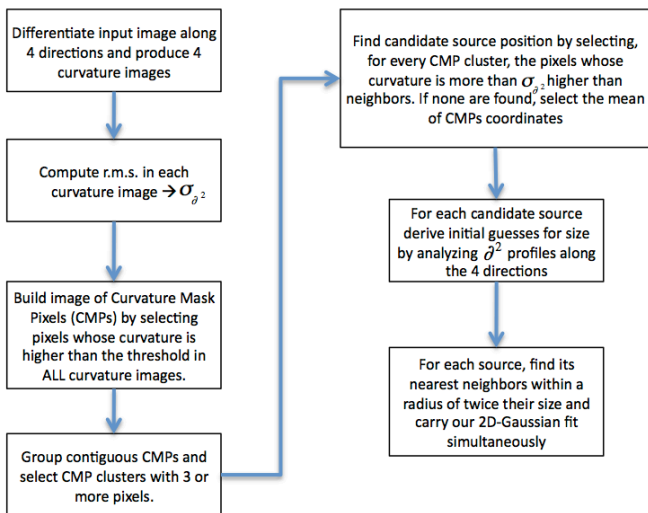 Differentiate input image along
4 directions and produce 4
curvature images
Compute r.m.s. in each
curvature image → σ∂²
Build image of Curvature Mask
Pixels (CMPs) by selecting
pixels whose curvature is
higher than the threshold in
ALL curvature images.
Group contiguous CMPs and
select CMP clusters with 3 or
more pixels.
Find candidate source position by selecting,
for every CMP cluster, the pixels whose
curvature is more than σ∂² higher than
neighbors. If none are found, select the mean
of CMPs coordinates
For each candidate source
derive initial guesses for size
by analyzing ∂² profiles along
the 4 directions
For each source, find its
nearest neighbors within a
radius of twice their size and
carry our 2D-Gaussian fit
simultaneously